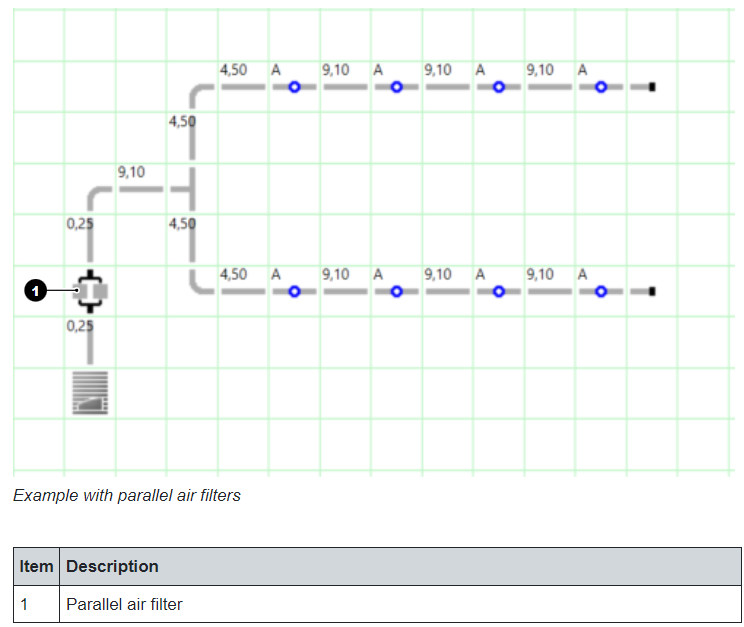 4,50 A 9,10 A 9,10 A 9,10 A
4,50
9,10
0,25 4,50
4,50 A 9,10 A 9,10 A 9,10 A
1
0,25
Example with parallel air filters
Item Description
1 Parallel air filter